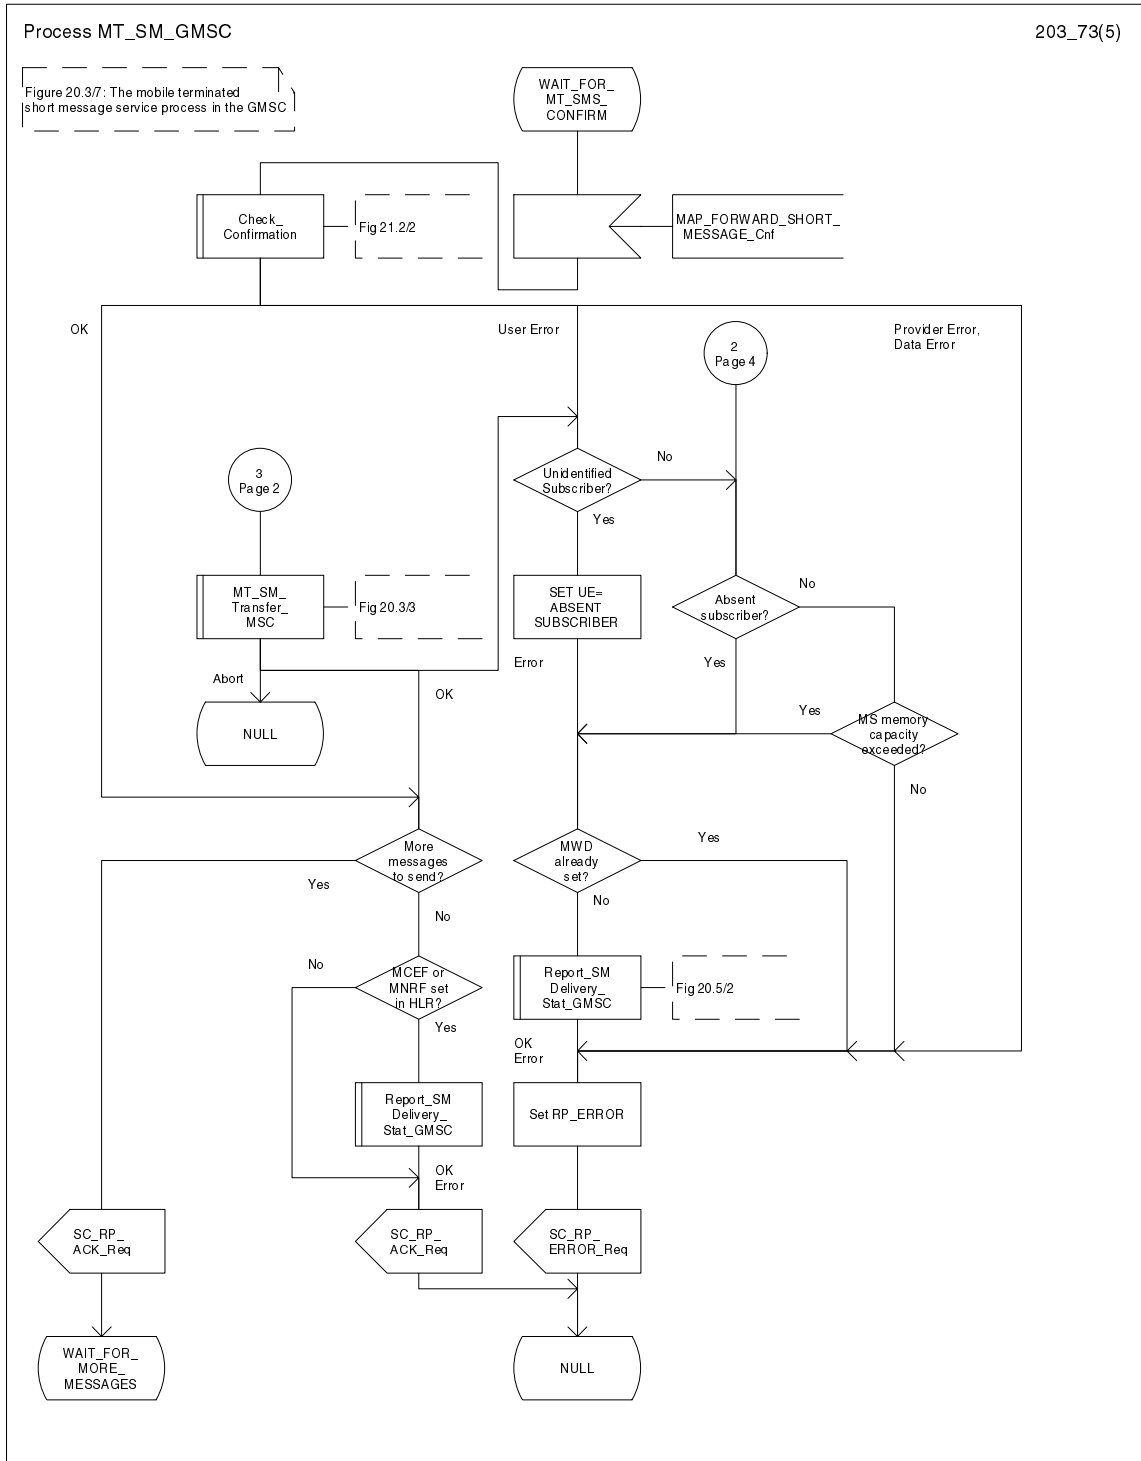 Process MT_SM_GMSC
203_73(5)
Figure 20.3/7: The mobile terminated
short message service process in the GMSC
WAIT_FOR_
MT_SMS_
CONFIRM
Check_
Confirmation
Fig 21.2/2
MAP_FORWARD_SHORT_
MESSAGE_Cnf
OK
User Error
Provider Error,
Data Error
2
Page 4
3
Page 2
Unidentified
Subscriber?
No
Yes
MT_SM_
Transfer_
MSC
Fig 20.3/3
SET UE=
ABSENT
SUBSCRIBER
Absent
subscriber?
No
Yes
Error
Abort
OK
NULL
Yes
MS memory
capacity
exceeded?
No
More
messages
to send?
Yes
No
MWD
already
set?
Yes
No
No
MCEF or
MNRF set
in HLR?
Yes
Report_SM
Delivery_
Stat_GMSC
Fig 20.5/2
OK
Error
Report_SM
Delivery_
Stat_GMSC
Set RP_ERROR
OK
Error
SC_RP_
ACK_Req
SC_RP_
ACK_Req
SC_RP_
ERROR_Req
WAIT_FOR_
MORE_
MESSAGES
NULL